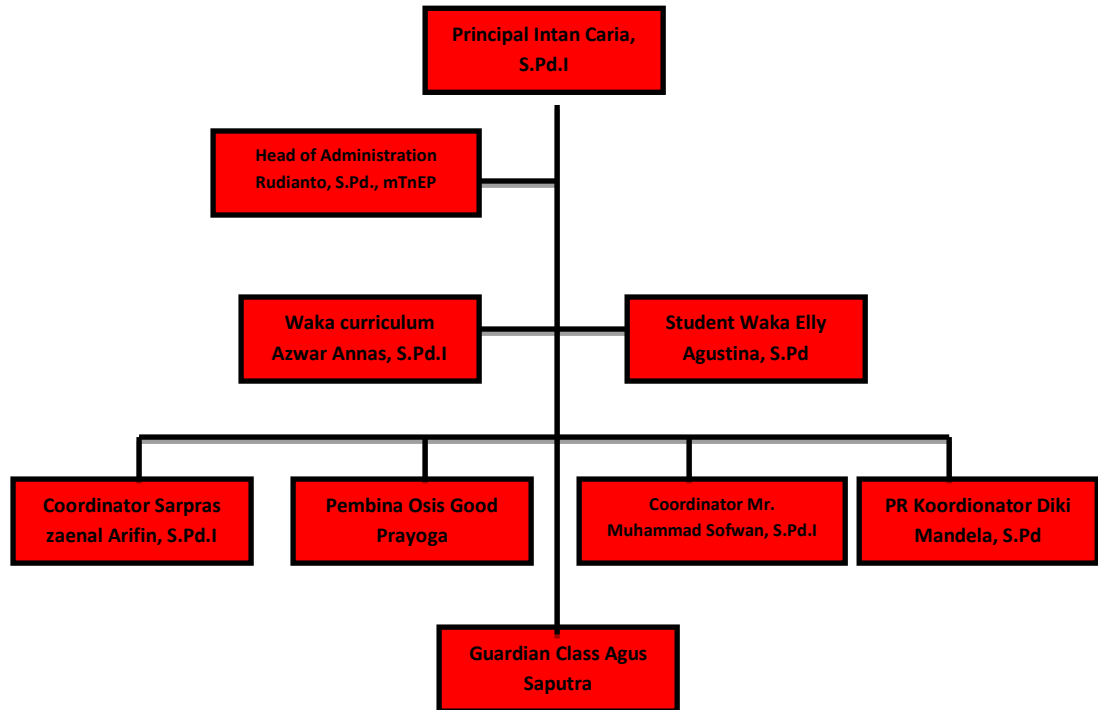 Principal Intan Caria,
S.Pd.I
Head of Administration
Rudianto, S.Pd., mTnEP
Waka curriculum
Azwar Annas, S.Pd.I
Student Waka Elly
Agustina, S.Pd
Coordinator Sarpras
zaenal Arifin, S.Pd.I
Pembina Osis Good
Prayoga
Coordinator Mr.
Muhammad Sofwan, S.Pd.I
PR Koordionator Diki
Mandela, S.Pd
Guardian Class Agus
Saputra